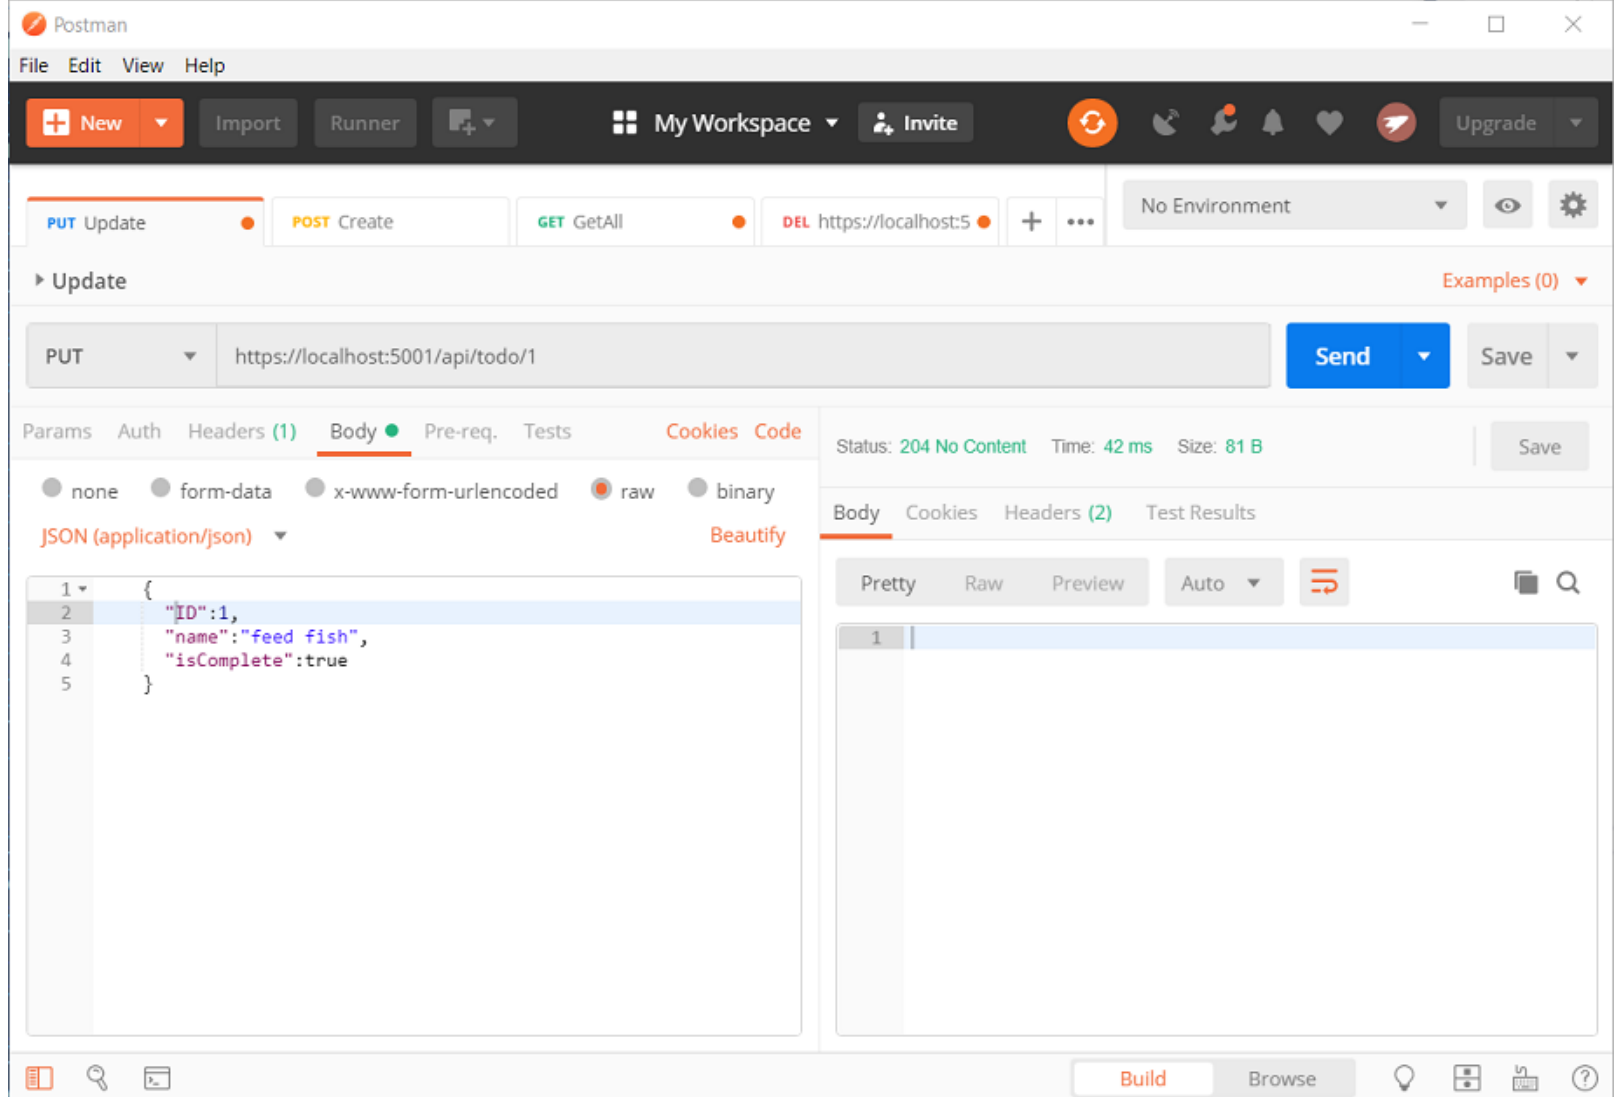 Postman
File Edit View Help
New Import Runner My Workspace Invite Upgrade
PUT Update POST Create GET GetAll DEL https://localhost:5 No Environment
Update Examples (0)
PUT https://localhost:5001/api/todo/1 Send Save
Params Auth Headers (1) Body Pre-req. Tests Cookies Code
Status: 204 No Content Time: 42 ms Size: 81 B Save
none form-data x-www-form-urlencoded raw binary
Body Cookies Headers (2) Test Results
JSON (application/json) Beautify
Pretty Raw Preview Auto
1 {
2 "ID":1,
3 "name":"feed fish",
4 "isComplete":true
5 }
1
Build Browse